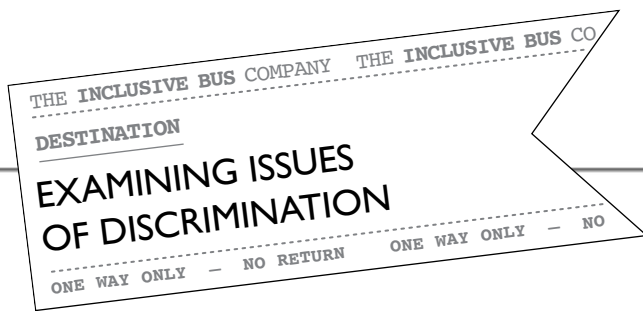 THE INCLUSIVE BUS COMPANY THE INCLUSIVE BUS CO
DESTINATION
EXAMINING ISSUES
OF DISCRIMINATION
ONE WAY ONLY – NO RETURN ONE WAY ONLY – NO